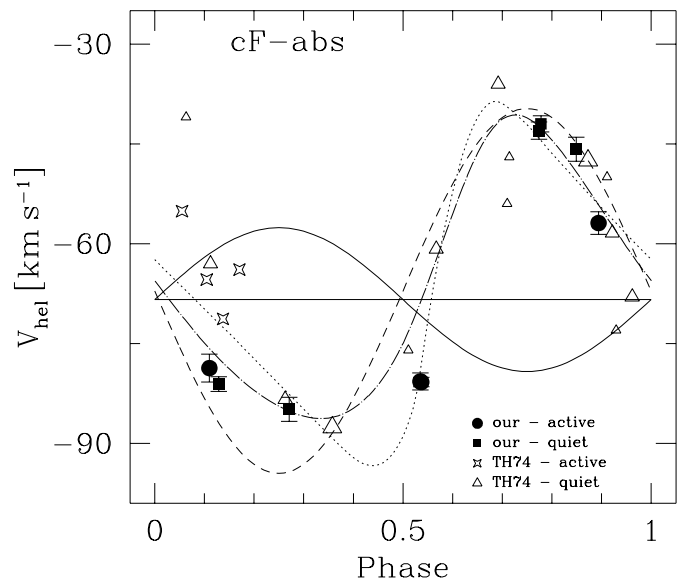 cF-abs
-30
-60
-90
V_hel [km s⁻¹]
our - active
our - quiet
TH74 - active
TH74 - quiet
0
0.5
1
Phase